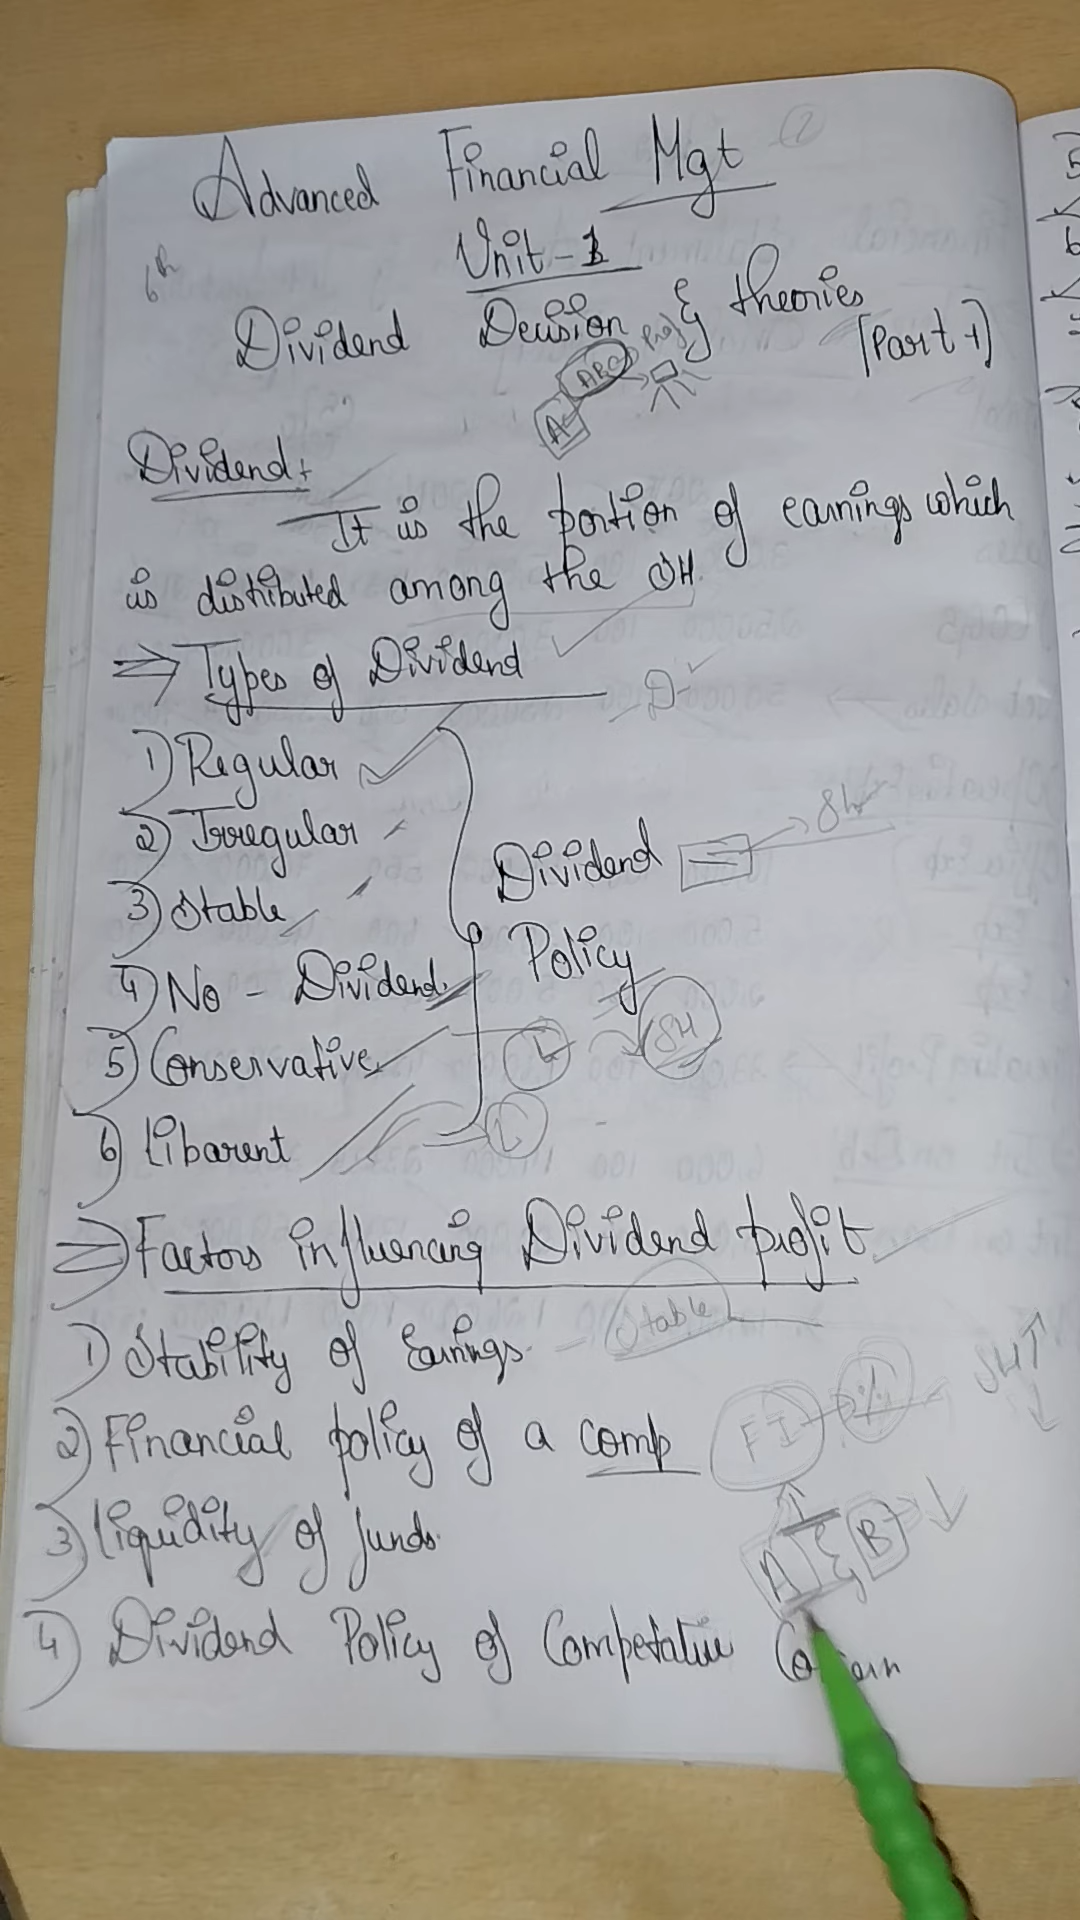 Advanced Financial Mgt
Unit-1
6th
Dividend Decision & theories
[Part-1]
ABC
A
Dividend:
It is the portion of earnings which
is distributed among the SH.
=> Types of Dividend
D
1) Regular
2) Irregular
3) Stable
4) No - Dividend
5) Conservative
6) Libarent
Dividend
Policy
Sh
SH
L
L
=> Factors influencing Dividend profit
1) Stability of Earnings
Stable
2) Financial policy of a comp
FI
%
SH
3) liquidity of funds
A & B
4) Dividend Policy of Competative